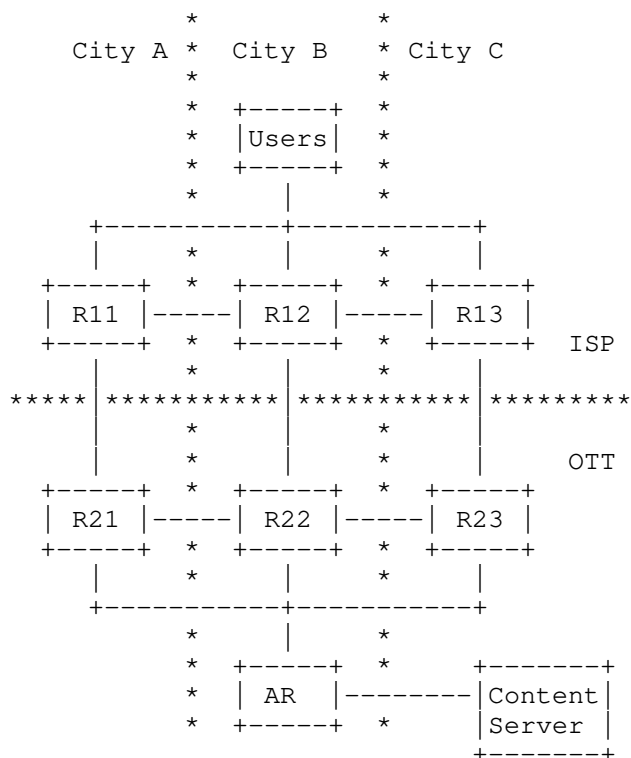 City A City B City C
Users
R11 R12 R13
ISP
OTT
R21 R22 R23
AR Content
Server